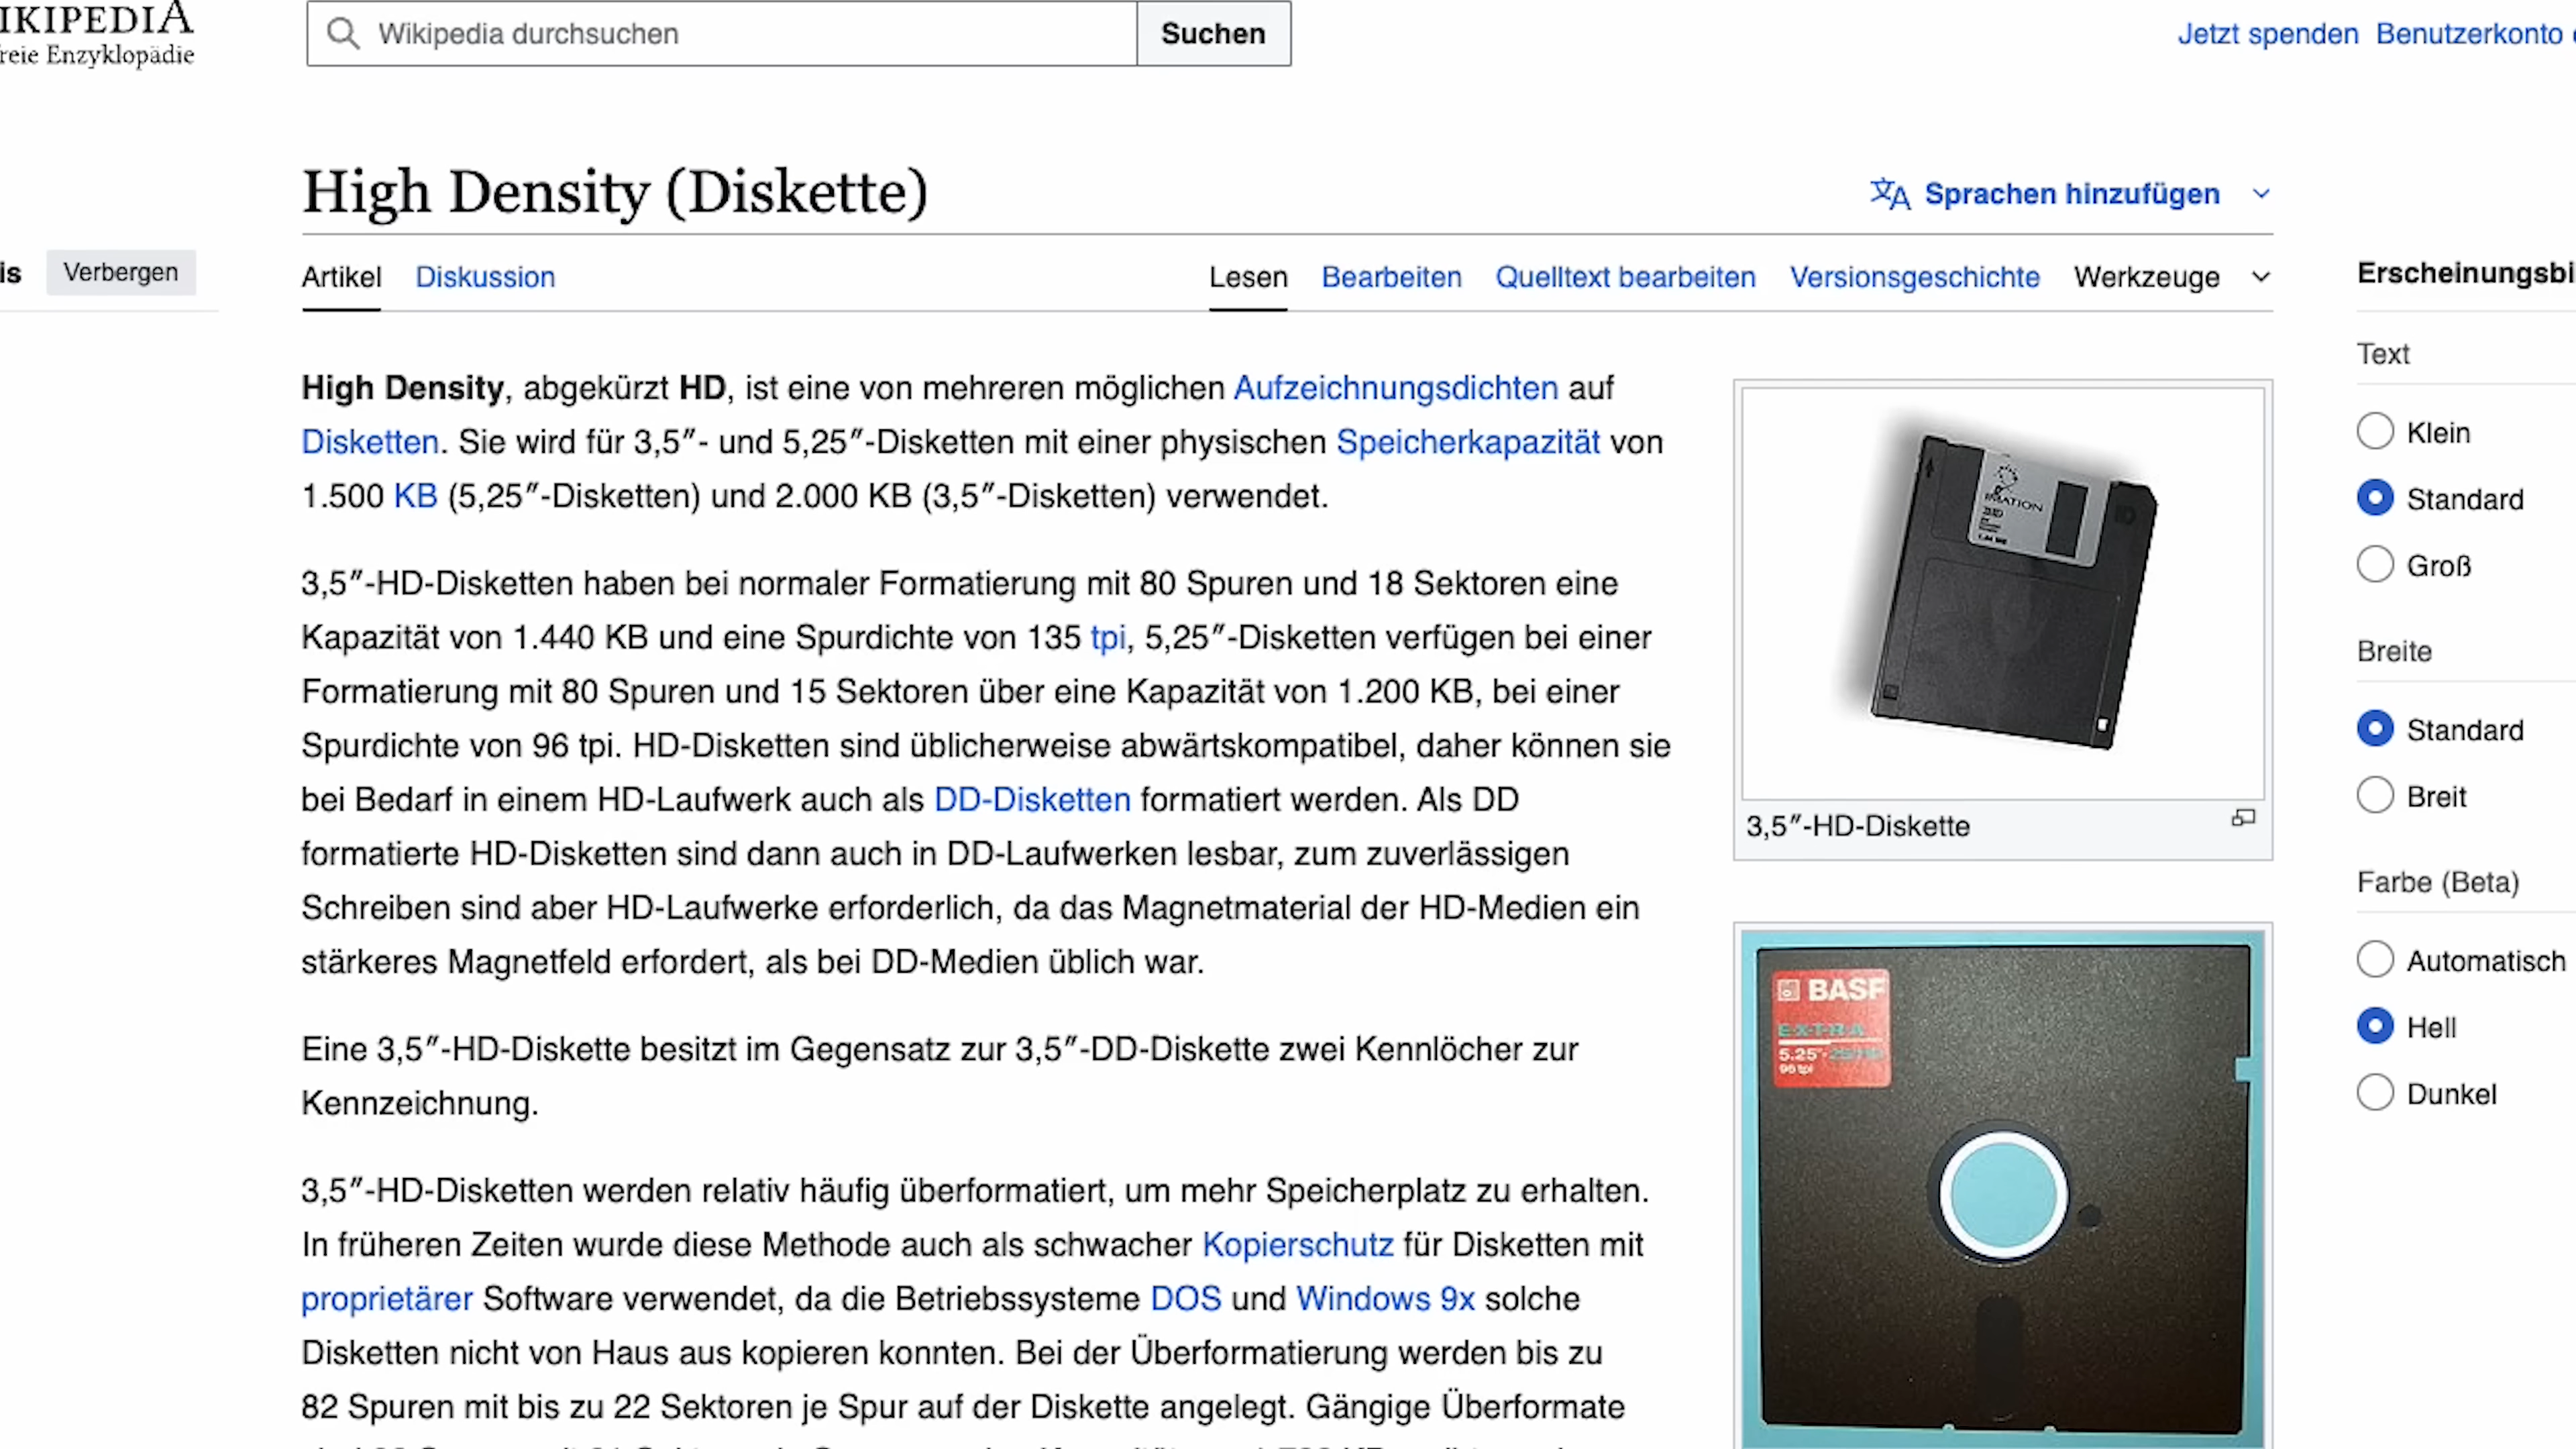 IKIPEDIA
reie Enzyklopädie
Wikipedia durchsuchen
Suchen
Jetzt spenden Benutzerkonto
High Density (Diskette)
Sprachen hinzufügen
is Verbergen
Artikel Diskussion
Lesen Bearbeiten Quelltext bearbeiten Versionsgeschichte Werkzeuge
High Density, abgekürzt HD, ist eine von mehreren möglichen Aufzeichnungsdichten auf
Disketten. Sie wird für 3,5″- und 5,25″-Disketten mit einer physischen Speicherkapazität von
1.500 KB (5,25″-Disketten) und 2.000 KB (3,5″-Disketten) verwendet.
3,5″-HD-Disketten haben bei normaler Formatierung mit 80 Spuren und 18 Sektoren eine
Kapazität von 1.440 KB und eine Spurdichte von 135 tpi, 5,25″-Disketten verfügen bei einer
Formatierung mit 80 Spuren und 15 Sektoren über eine Kapazität von 1.200 KB, bei einer
Spurdichte von 96 tpi. HD-Disketten sind üblicherweise abwärtskompatibel, daher können sie
bei Bedarf in einem HD-Laufwerk auch als DD-Disketten formatiert werden. Als DD
formatierte HD-Disketten sind dann auch in DD-Laufwerken lesbar, zum zuverlässigen
Schreiben sind aber HD-Laufwerke erforderlich, da das Magnetmaterial der HD-Medien ein
stärkeres Magnetfeld erfordert, als bei DD-Medien üblich war.
Eine 3,5″-HD-Diskette besitzt im Gegensatz zur 3,5″-DD-Diskette zwei Kennlöcher zur
Kennzeichnung.
3,5″-HD-Disketten werden relativ häufig überformatiert, um mehr Speicherplatz zu erhalten.
In früheren Zeiten wurde diese Methode auch als schwacher Kopierschutz für Disketten mit
proprietärer Software verwendet, da die Betriebssysteme DOS und Windows 9x solche
Disketten nicht von Haus aus kopieren konnten. Bei der Überformatierung werden bis zu
82 Spuren mit bis zu 22 Sektoren je Spur auf der Diskette angelegt. Gängige Überformate
IMATION
3,5″-HD-Diskette
BASF
EXTRA
5.25"
96 tpi
Erscheinungsbi
Text
Klein
Standard
Groß
Breite
Standard
Breit
Farbe (Beta)
Automatisch
Hell
Dunkel